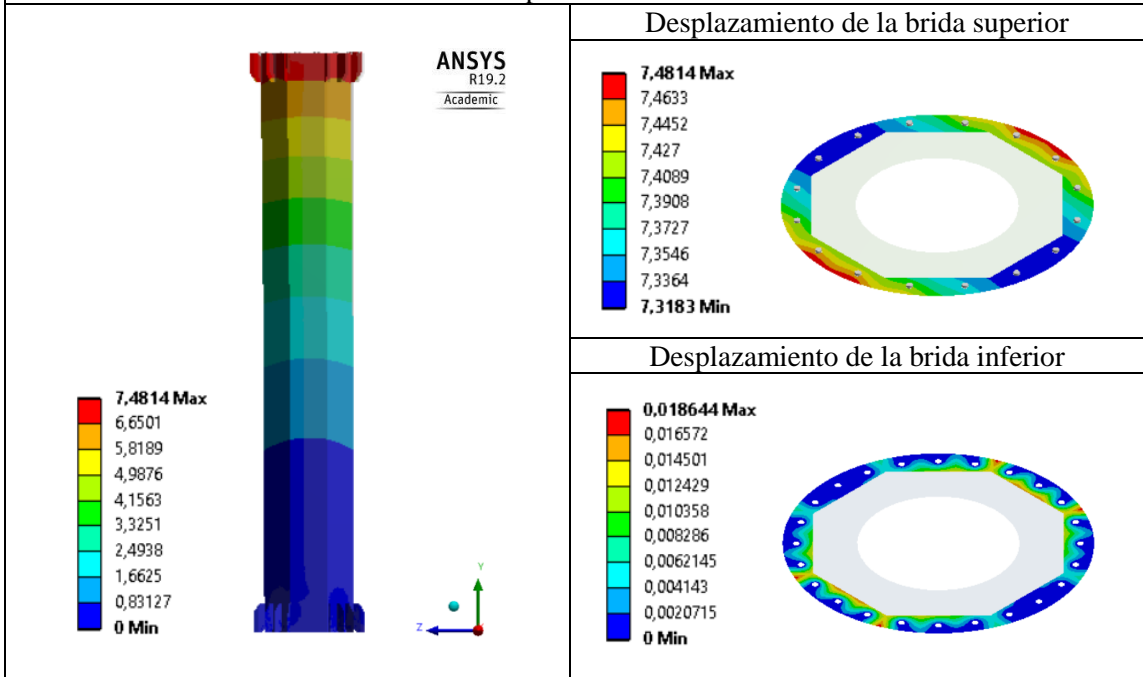 Desplazamiento de la brida superior
ANSYS
R19.2
Academic
7,4814 Max
6,6501
5,8189
4,9876
4,1563
3,3251
2,4938
1,6625
0,83127
0 Min
Y
Z
7,4814 Max
7,4633
7,4452
7,427
7,4089
7,3908
7,3727
7,3546
7,3364
7,3183 Min
Desplazamiento de la brida inferior
0,018644 Max
0,016572
0,014501
0,012429
0,010358
0,008286
0,0062145
0,004143
0,0020715
0 Min